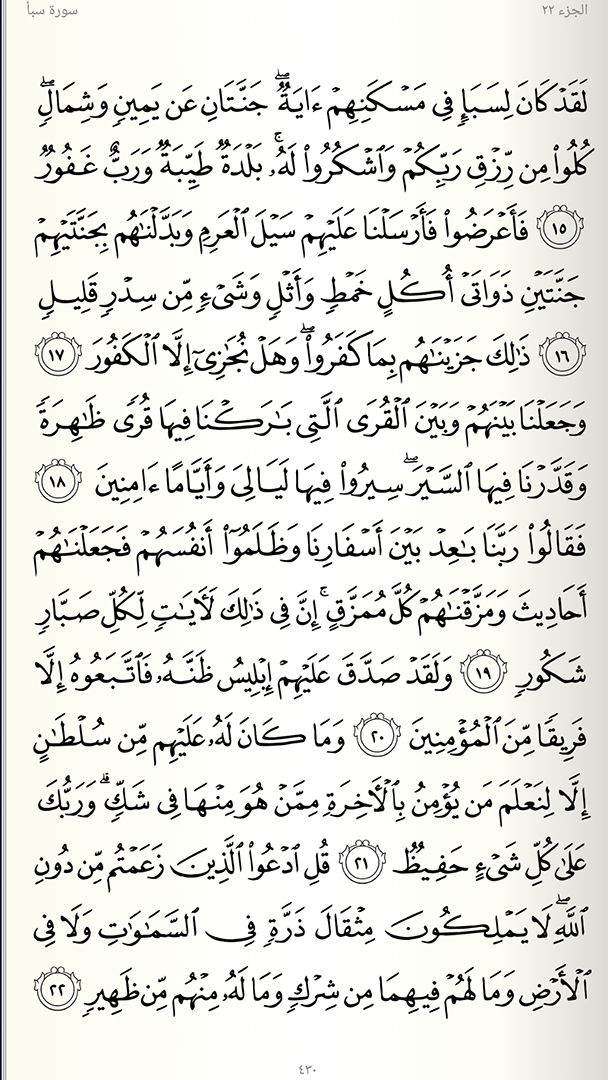 الجزء ٢٢
سورة سبأ
لَقَدۡ كَانَ لِسَبَإٖ فِي مَسۡكَنِهِمۡ ءَايَةٞۖ جَنَّتَانِ عَن يَمِينٖ وَشِمَالٖۖ
كُلُواْ مِن رِّزۡقِ رَبِّكُمۡ وَٱشۡكُرُواْ لَهُۥۚ بَلۡدَةٞ طَيِّبَةٞ وَرَبٌّ غَفُورٞ
١٥ فَأَعۡرَضُواْ فَأَرۡسَلۡنَا عَلَيۡهِمۡ سَيۡلَ ٱلۡعَرِمِ وَبَدَّلۡنَٰهُم بِجَنَّتَيۡهِمۡ
جَنَّتَيۡنِ ذَوَاتَيۡ أُكُلٍ خَمۡطٖ وَأَثۡلٖ وَشَيۡءٖ مِّن سِدۡرٖ قَلِيلٖ
١٦ ذَٰلِكَ جَزَيۡنَٰهُم بِمَا كَفَرُواْۖ وَهَلۡ نُجَٰزِيٓ إِلَّا ٱلۡكَفُورَ ١٧
وَجَعَلۡنَا بَيۡنَهُمۡ وَبَيۡنَ ٱلۡقُرَى ٱلَّتِي بَٰرَكۡنَا فِيهَا قُرٗى ظَٰهِرَةٗ
وَقَدَّرۡنَا فِيهَا ٱلسَّيۡرَۖ سِيرُواْ فِيهَا لَيَالِيَ وَأَيَّامًا ءَامِنِينَ ١٨
فَقَالُواْ رَبَّنَا بَٰعِدۡ بَيۡنَ أَسۡفَارِنَا وَظَلَمُوٓاْ أَنفُسَهُمۡ فَجَعَلۡنَٰهُمۡ
أَحَادِيثَ وَمَزَّقۡنَٰهُمۡ كُلَّ مُمَزَّقٍۚ إِنَّ فِي ذَٰلِكَ لَأٓيَٰتٖ لِّكُلِّ صَبَّارٖ
شَكُورٖ ١٩ وَلَقَدۡ صَدَّقَ عَلَيۡهِمۡ إِبۡلِيسُ ظَنَّهُۥ فَٱتَّبَعُوهُ إِلَّا
فَرِيقٗا مِّنَ ٱلۡمُؤۡمِنِينَ ٢٠ وَمَا كَانَ لَهُۥ عَلَيۡهِم مِّن سُلۡطَٰنٍ
إِلَّا لِنَعۡلَمَ مَن يُؤۡمِنُ بِٱلۡأٓخِرَةِ مِمَّنۡ هُوَ مِنۡهَا فِي شَكّٖۗ وَرَبُّكَ
عَلَىٰ كُلِّ شَيۡءٍ حَفِيظٞ ٢١ قُلِ ٱدۡعُواْ ٱلَّذِينَ زَعَمۡتُم مِّن دُونِ
ٱللَّهِۖ لَا يَمۡلِكُونَ مِثۡقَالَ ذَرَّةٖ فِي ٱلسَّمَٰوَٰتِ وَلَا فِي
ٱلۡأَرۡضِ وَمَا لَهُمۡ فِيهِمَا مِن شِرۡكٖ وَمَا لَهُۥ مِنۡهُم مِّن ظَهِيرٖ ٢٢
٤٣٠